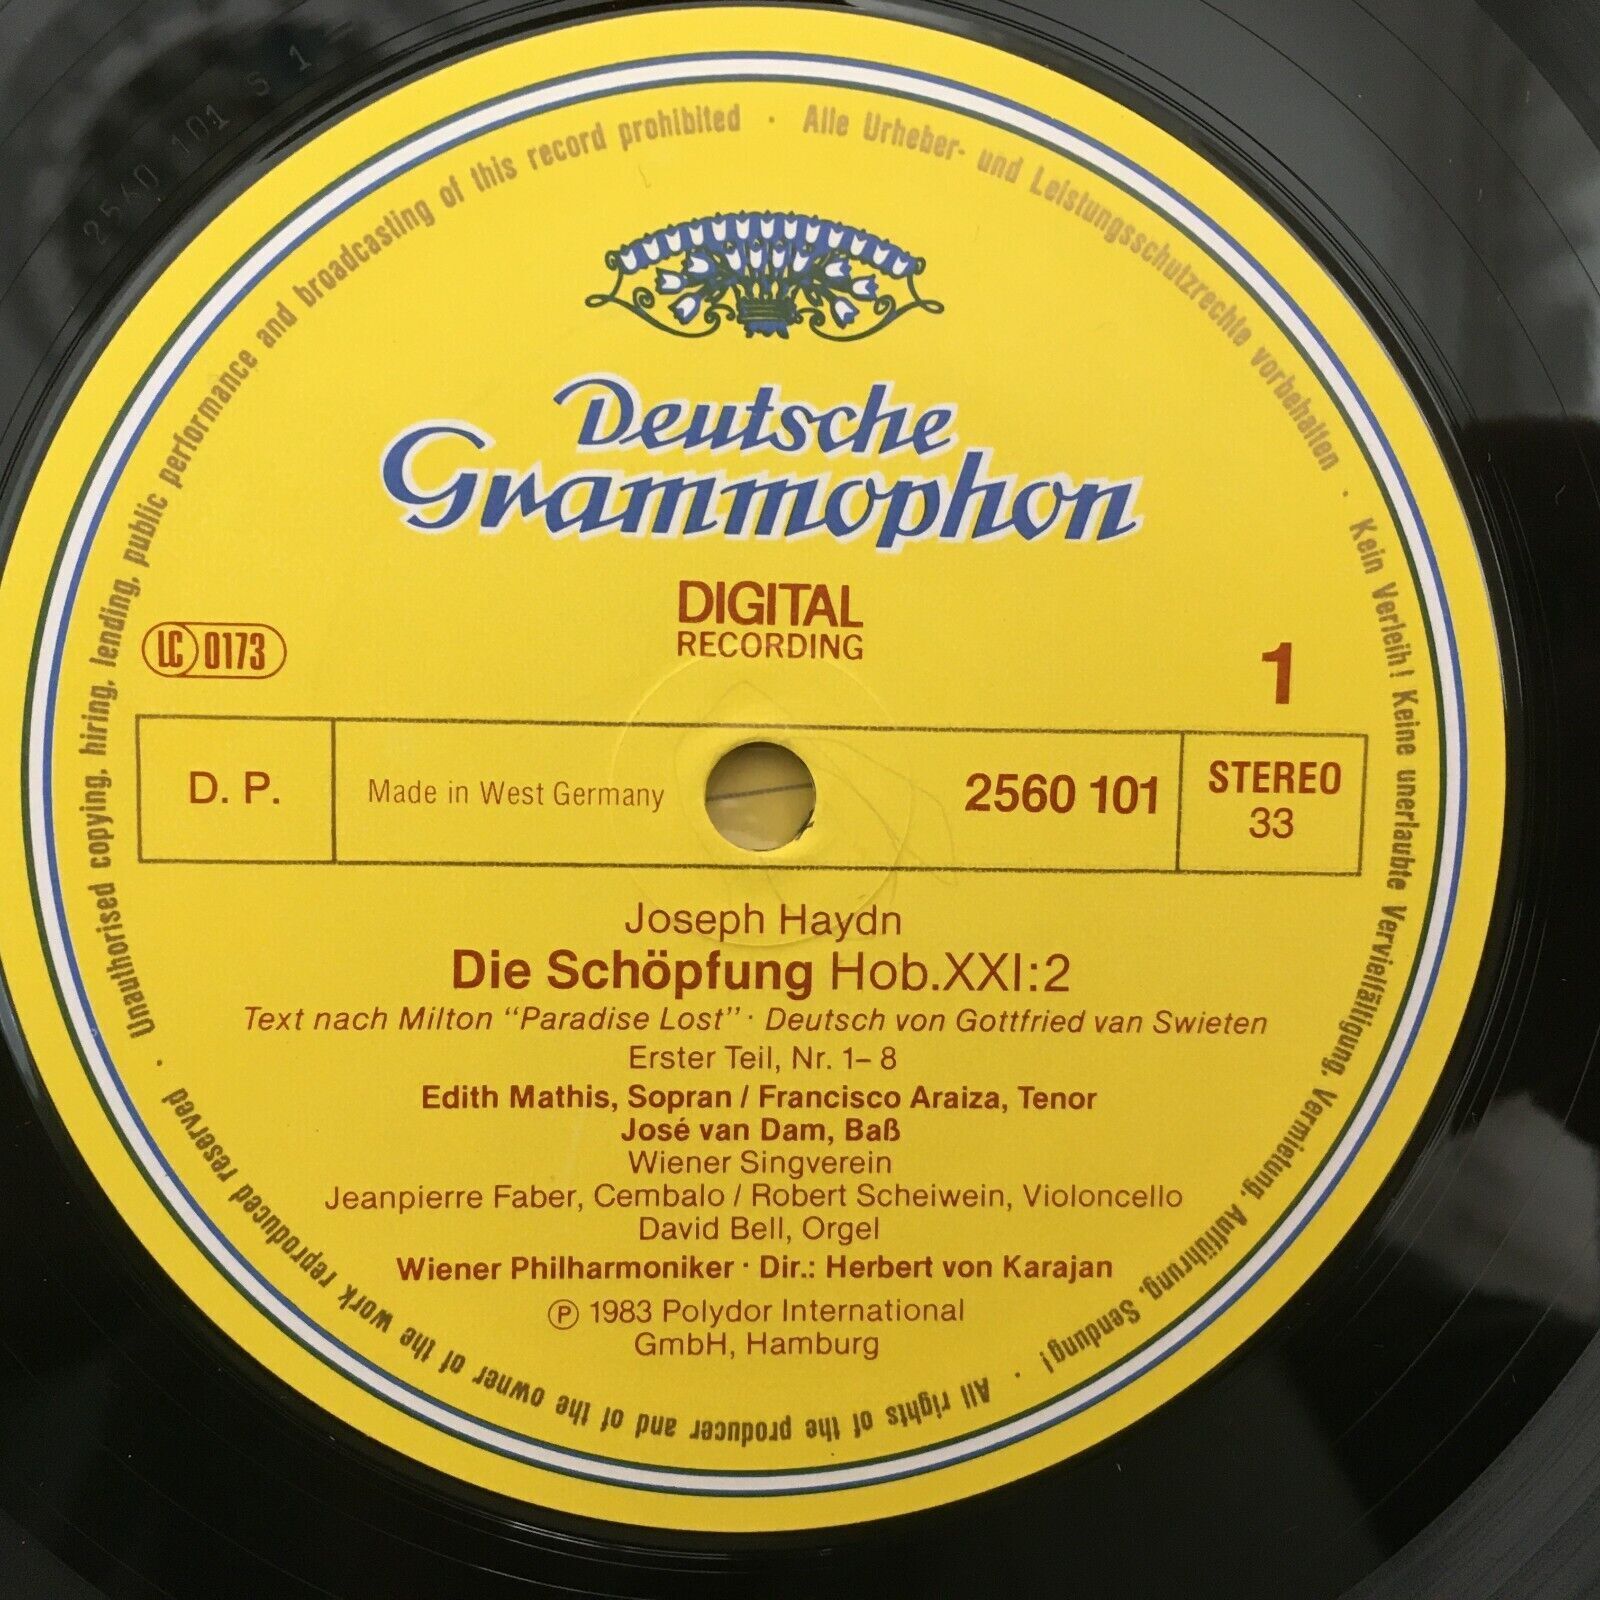 Deutsche
Grammophon
DIGITAL
RECORDING
LC 0173
1
D. P.
Made in West Germany
2560 101
STEREO
33
Joseph Haydn
Die Schöpfung Hob.XXI:2
Text nach Milton “Paradise Lost” · Deutsch von Gottfried van Swieten
Erster Teil, Nr. 1–8
Edith Mathis, Sopran / Francisco Araiza, Tenor
José van Dam, Baß
Wiener Singverein
Jeanpierre Faber, Cembalo / Robert Scheiwein, Violoncello
David Bell, Orgel
Wiener Philharmoniker · Dir.: Herbert von Karajan
Ⓟ 1983 Polydor International
GmbH, Hamburg
Alle Urheber- und Leistungsschutzrechte vorbehalten · Kein Verleih! Keine unerlaubte Vervielfältigung, Vermietung, Aufführung, Sendung! · All rights of the producer and of the owner of the work reproduced reserved · Unauthorised copying, hiring, lending, public performance and broadcasting of this record prohibited ·
2560 101 S 1